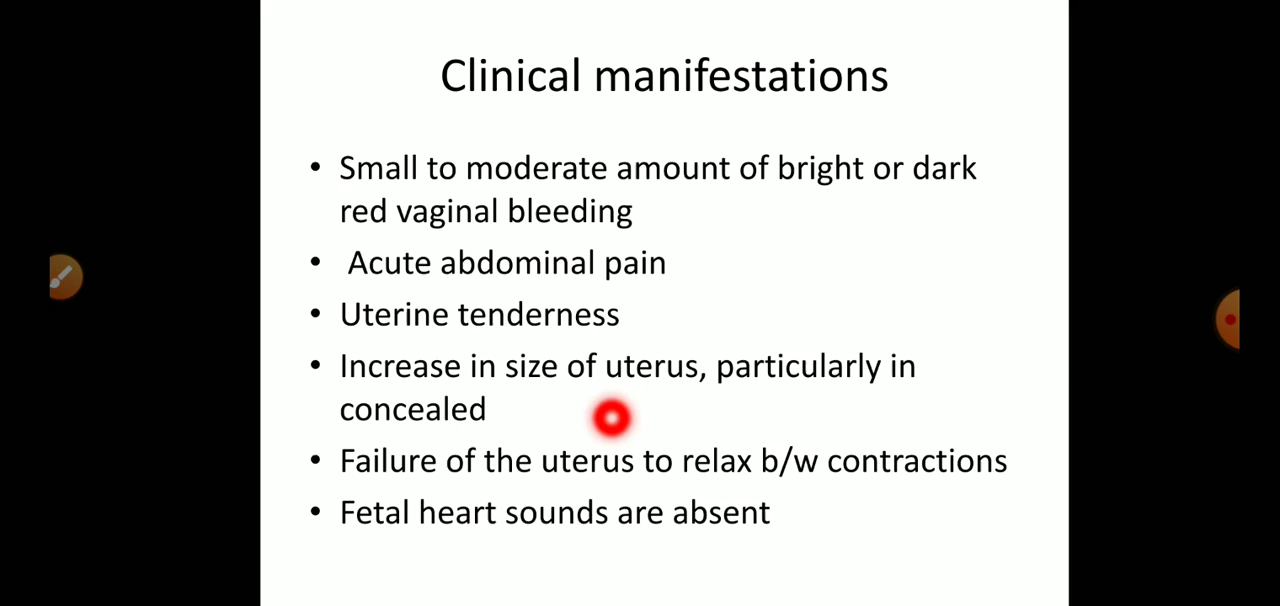 Clinical manifestations
• Small to moderate amount of bright or dark
red vaginal bleeding
• Acute abdominal pain
• Uterine tenderness
• Increase in size of uterus, particularly in
concealed
• Failure of the uterus to relax b/w contractions
• Fetal heart sounds are absent